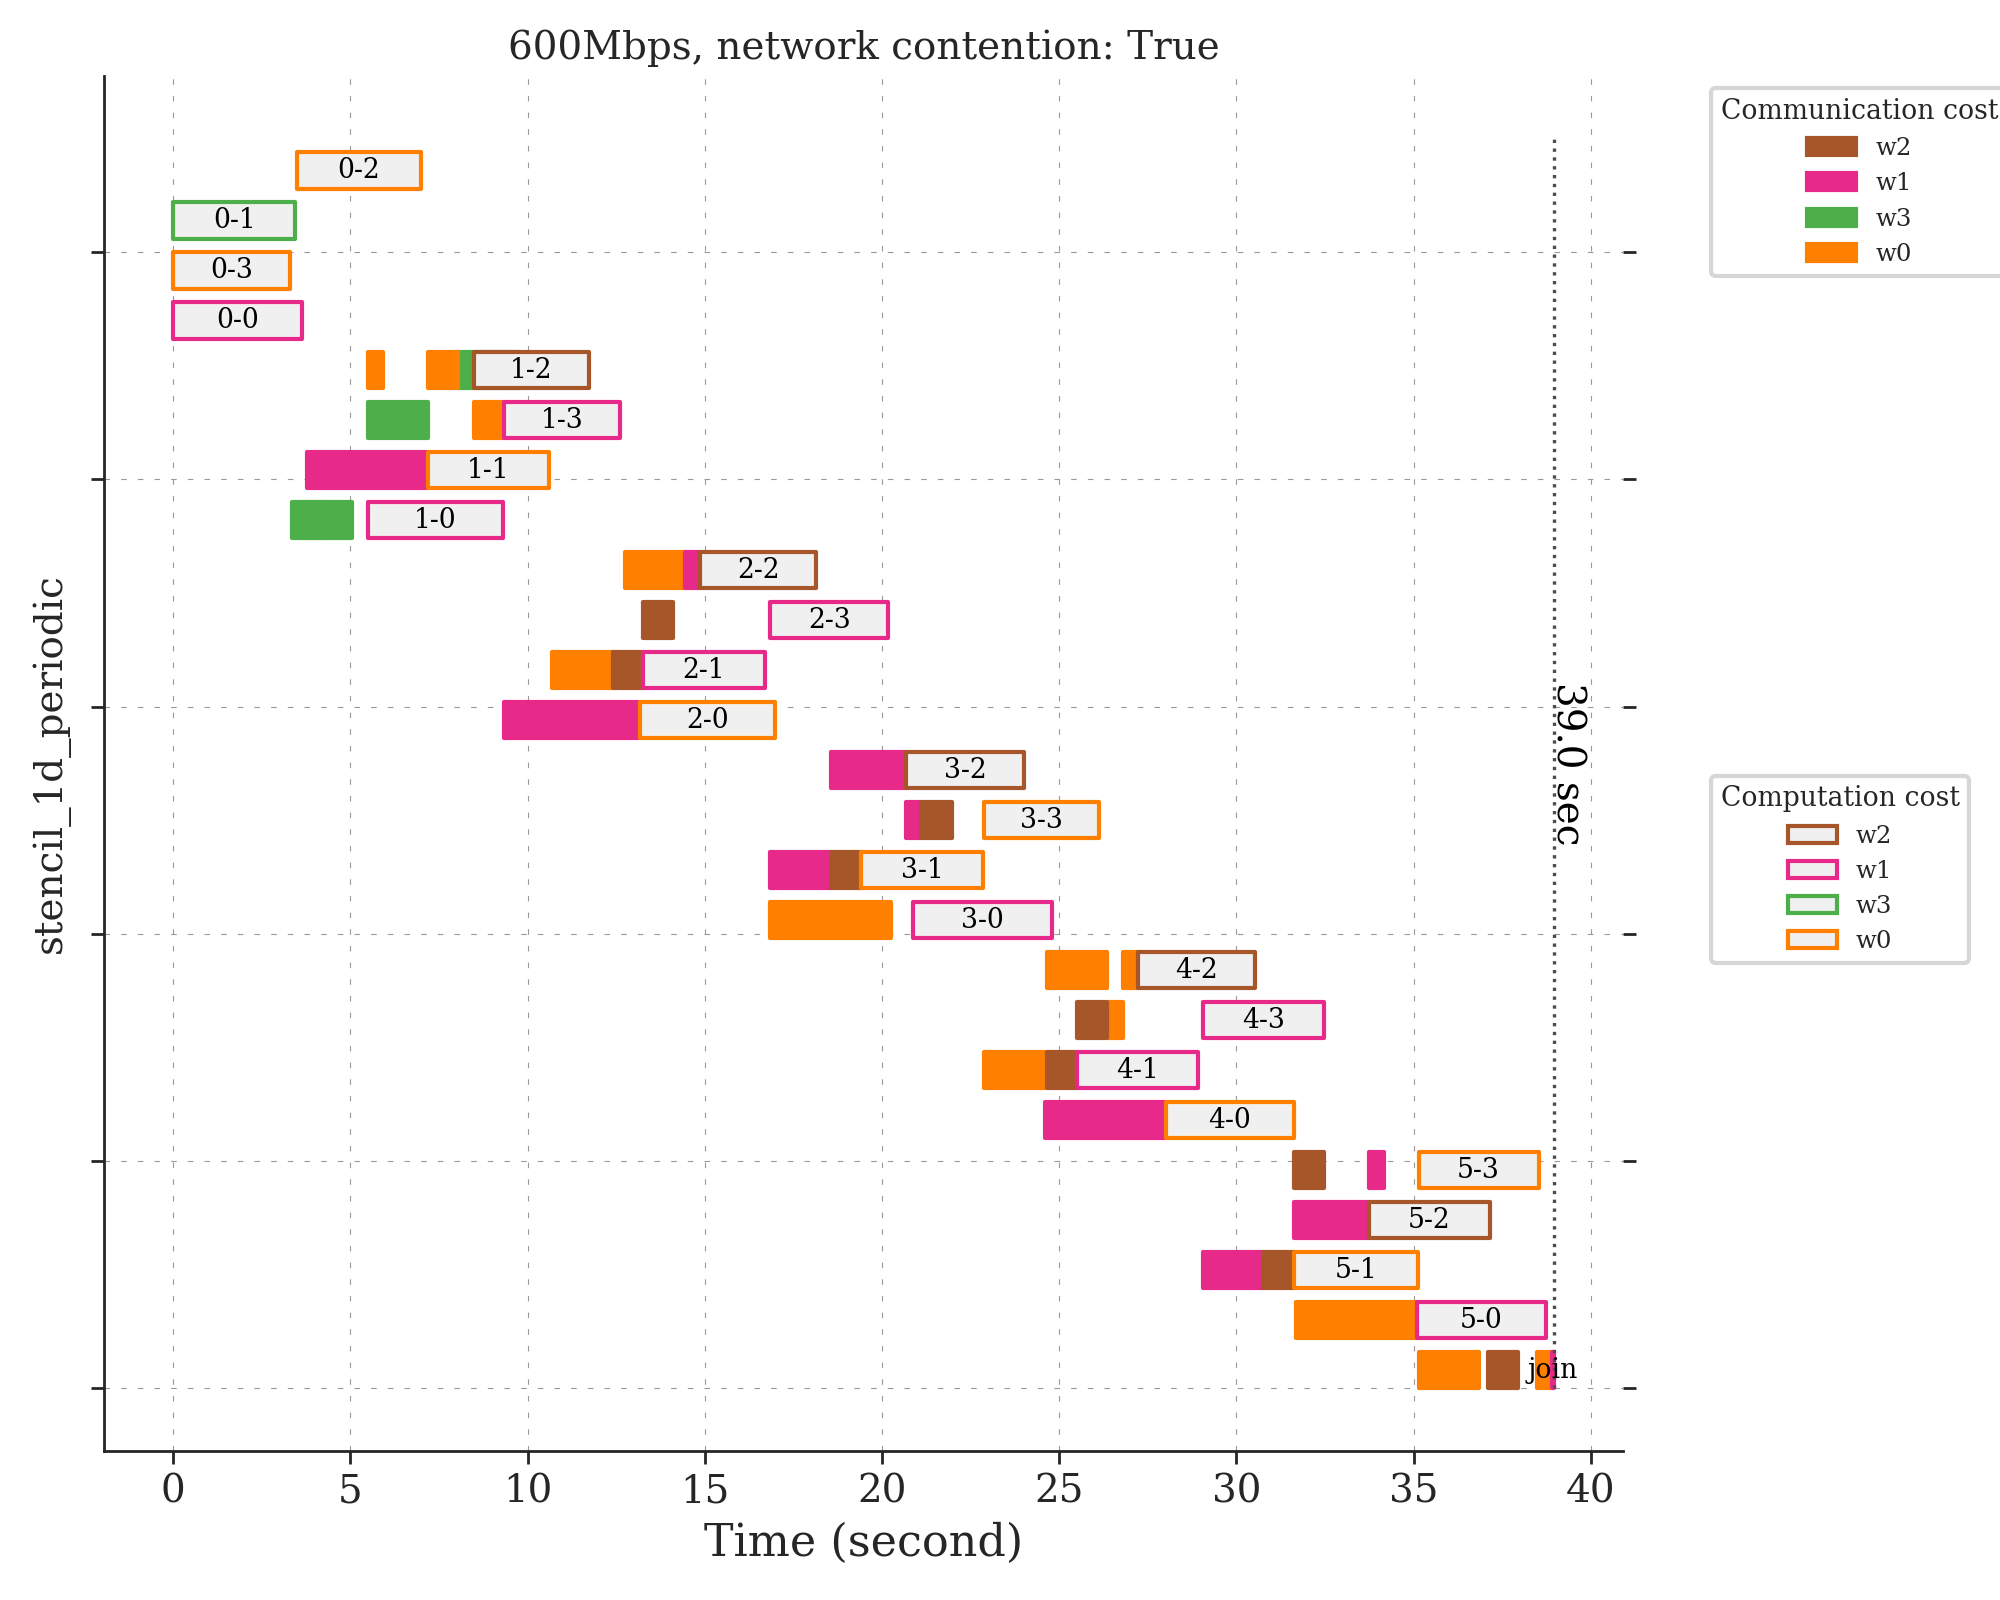 600Mbps, network contention: True
Communication cost
w2
w1
w3
w0
0-2
0-1
0-3
0-0
1-2
1-3
1-1
1-0
2-2
2-3
2-1
2-0
3-2
3-3
3-1
3-0
4-2
4-3
4-1
4-0
5-3
5-2
5-1
5-0
join
39.0 sec
Computation cost
w2
w1
w3
w0
stencil_1d_periodic
0 5 10 15 20 25 30 35 40
Time (second)